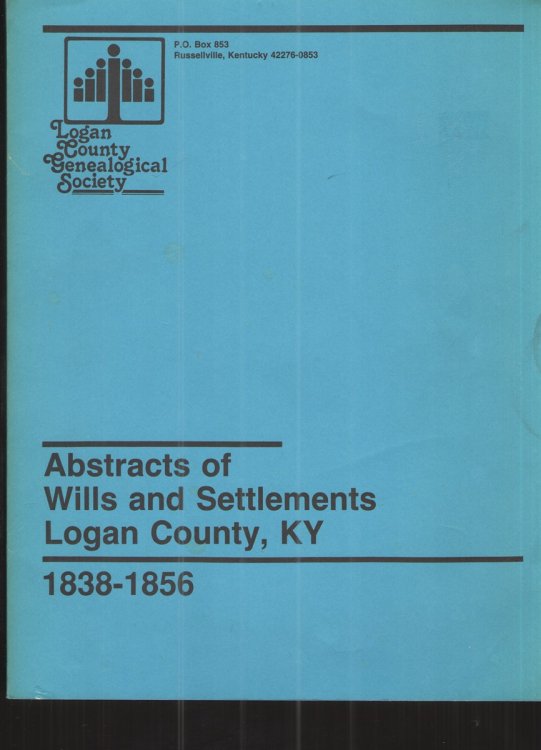 P.O. Box 853
Russellville, Kentucky 42276-0853
Logan
County
Genealogical
Society
Abstracts of
Wills and Settlements
Logan County, KY
1838-1856